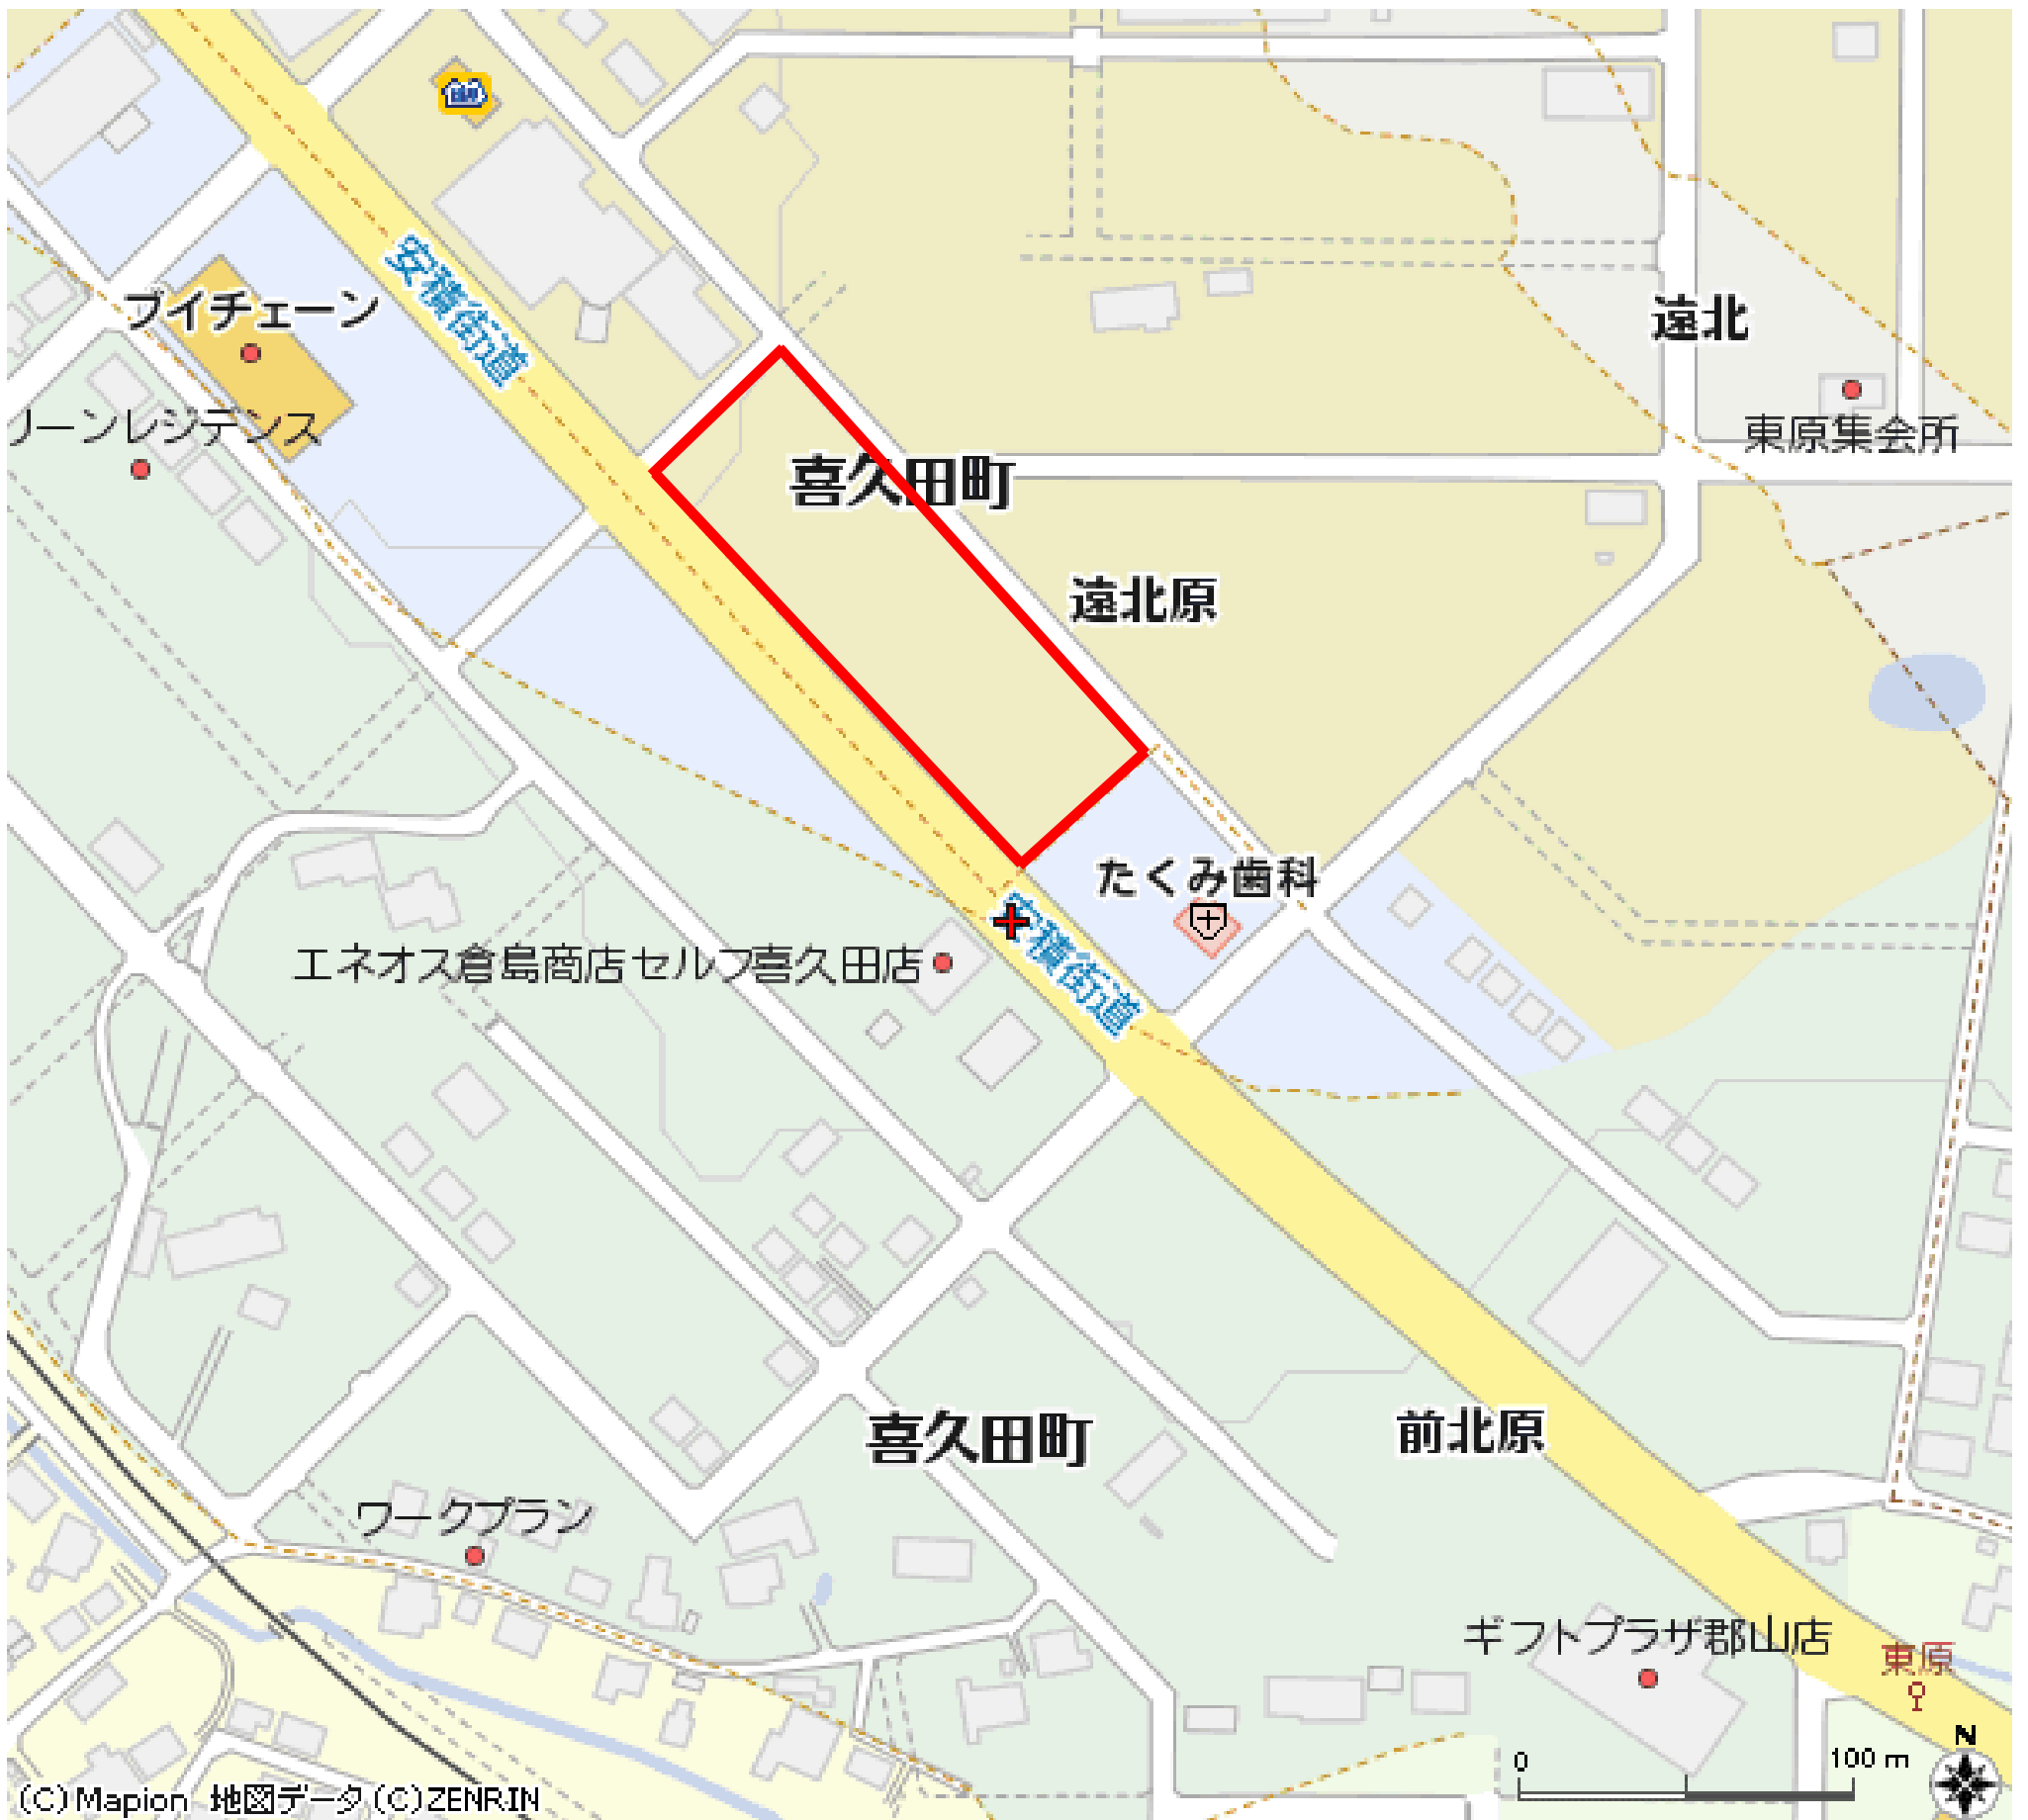 安積街道
ブイチェーン
遠北
リーンレジデンス
東原集会所
喜久田町
遠北原
たくみ歯科
エネオス倉島商店セルフ喜久田店
安積街道
喜久田町
前北原
ワークプラン
ギフトプラザ郡山店
東原
N
0 100 m
(C)Mapion 地図データ(C)ZENRIN